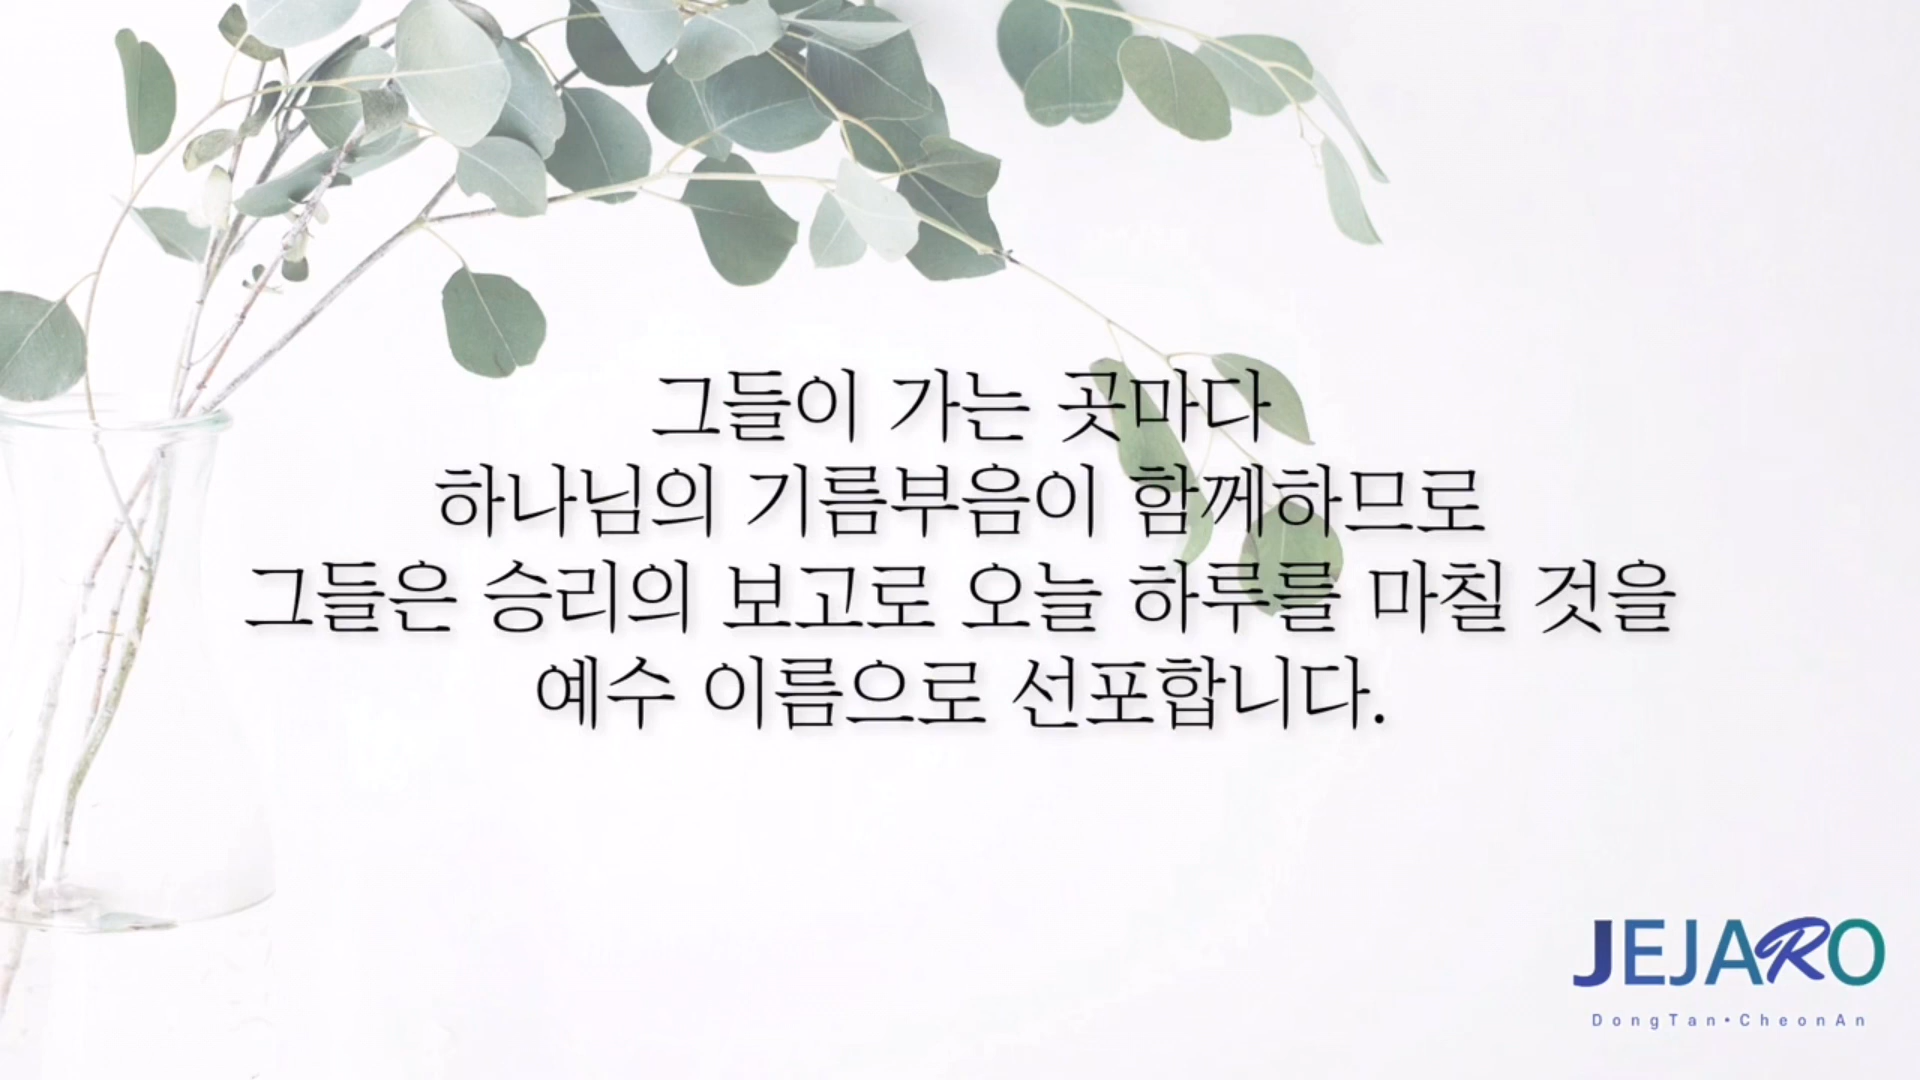 그들이 가는 곳마다
하나님의 기름부음이 함께하므로
그들은 승리의 보고로 오늘 하루를 마칠 것을
예수 이름으로 선포합니다.
JEJARO
DongTan•CheonAn